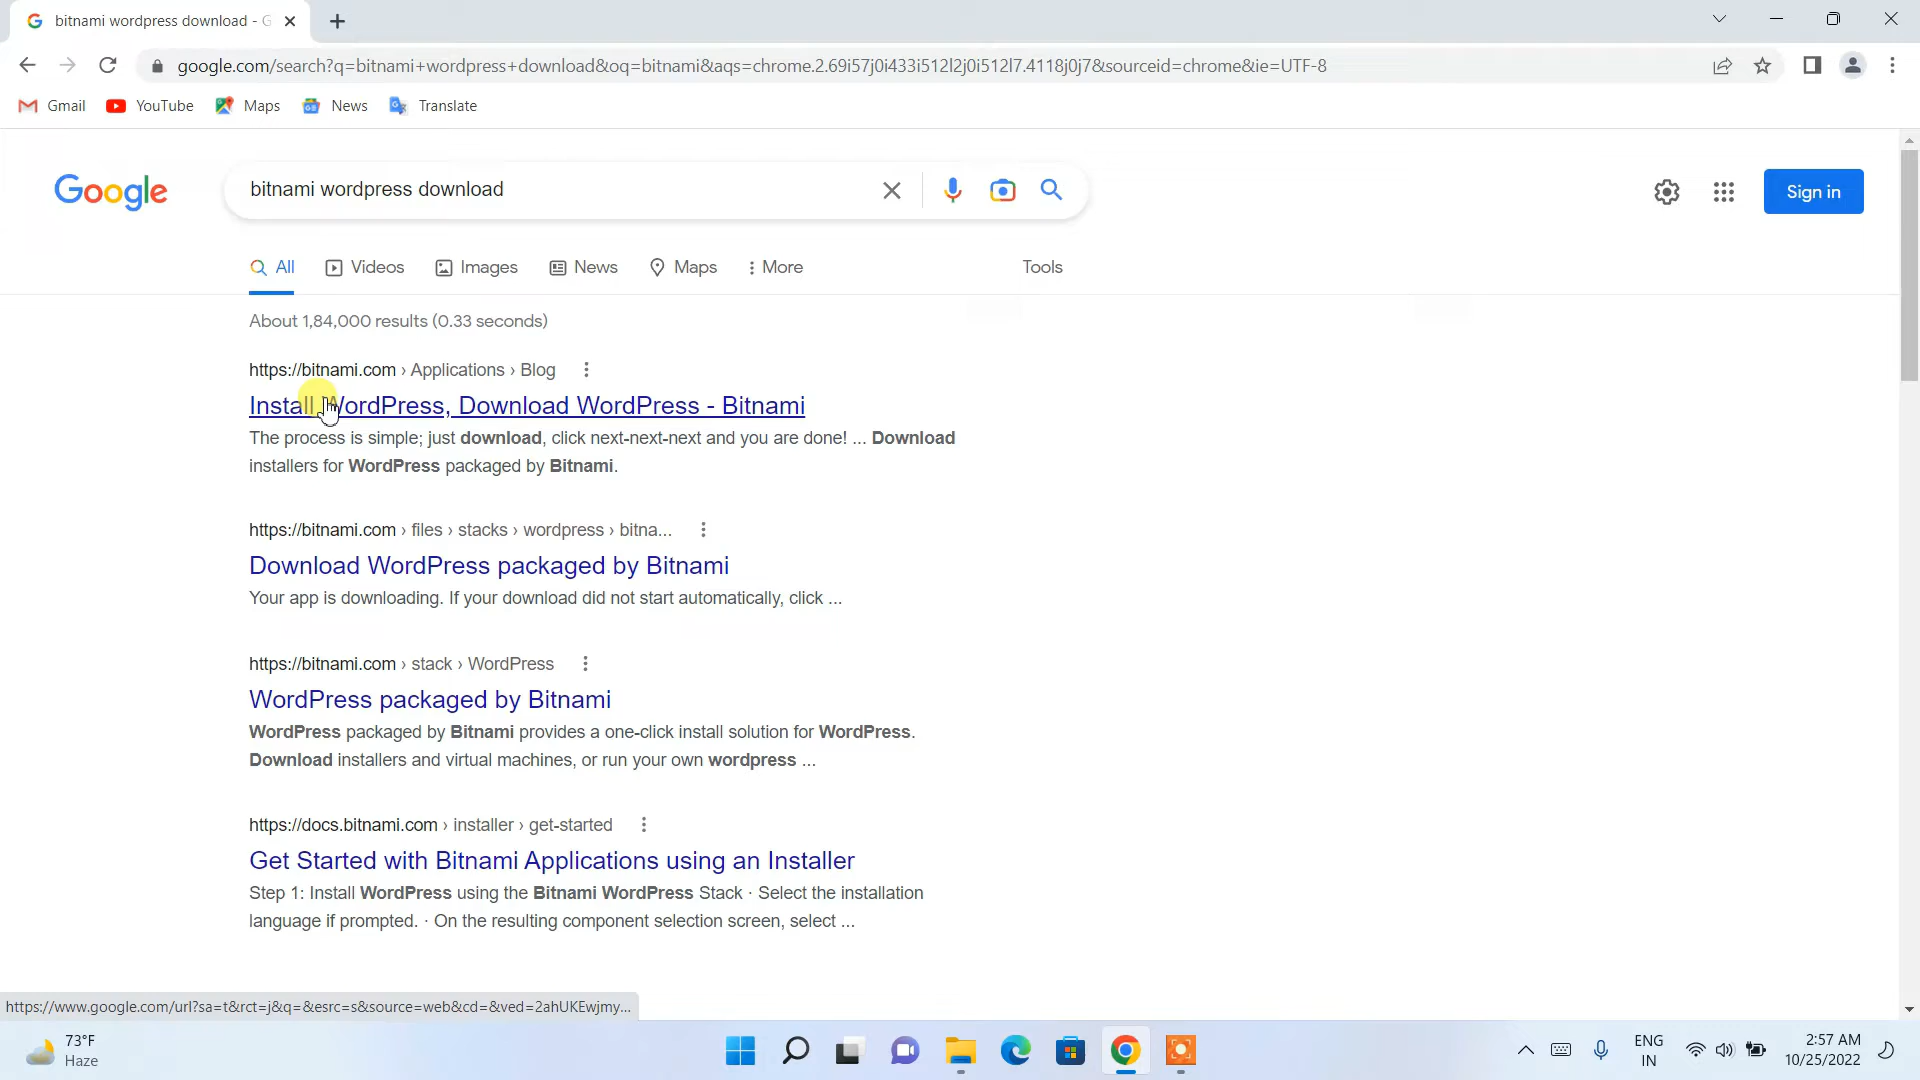 bitnami wordpress download - G
google.com/search?q=bitnami+wordpress+download&oq=bitnami&aqs=chrome.2.69i57j0i433i512l2j0i512l7.4118j0j7&sourceid=chrome&ie=UTF-8
Gmail YouTube Maps News Translate
Google bitnami wordpress download Sign in
All Videos Images News Maps More Tools
About 1,84,000 results (0.33 seconds)
https://bitnami.com › Applications › Blog
Install WordPress, Download WordPress - Bitnami
The process is simple; just download, click next-next-next and you are done! ... Download
installers for WordPress packaged by Bitnami.
https://bitnami.com › files › stacks › wordpress › bitna...
Download WordPress packaged by Bitnami
Your app is downloading. If your download did not start automatically, click ...
https://bitnami.com › stack › WordPress
WordPress packaged by Bitnami
WordPress packaged by Bitnami provides a one-click install solution for WordPress.
Download installers and virtual machines, or run your own wordpress ...
https://docs.bitnami.com › installer › get-started
Get Started with Bitnami Applications using an Installer
Step 1: Install WordPress using the Bitnami WordPress Stack · Select the installation
language if prompted. · On the resulting component selection screen, select ...
https://www.google.com/url?sa=t&rct=j&q=&esrc=s&source=web&cd=&ved=2ahUKEwjmy...
73°F
Haze
ENG
IN
2:57 AM
10/25/2022